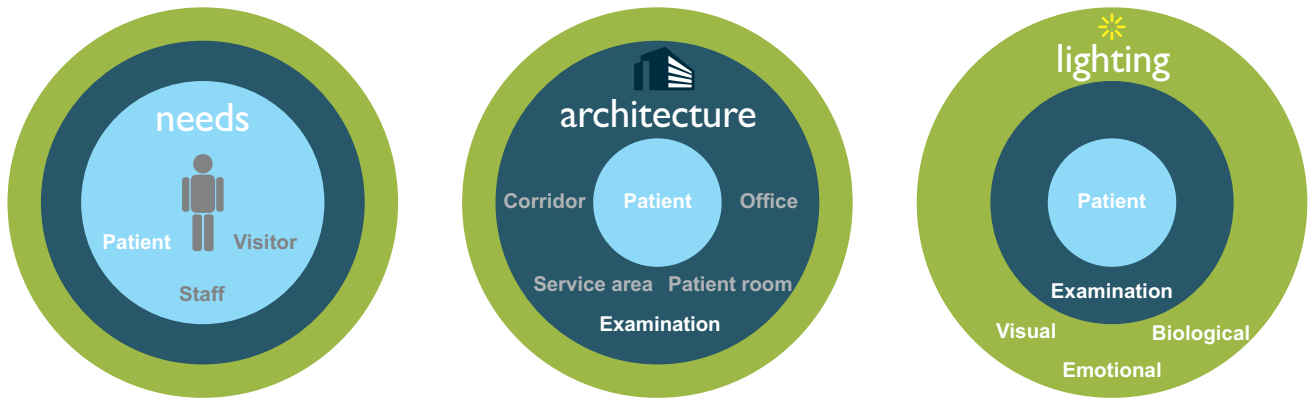 needs
Patient
Visitor
Staff
architecture
Corridor
Patient
Office
Service area
Patient room
Examination
lighting
Patient
Examination
Visual
Biological
Emotional